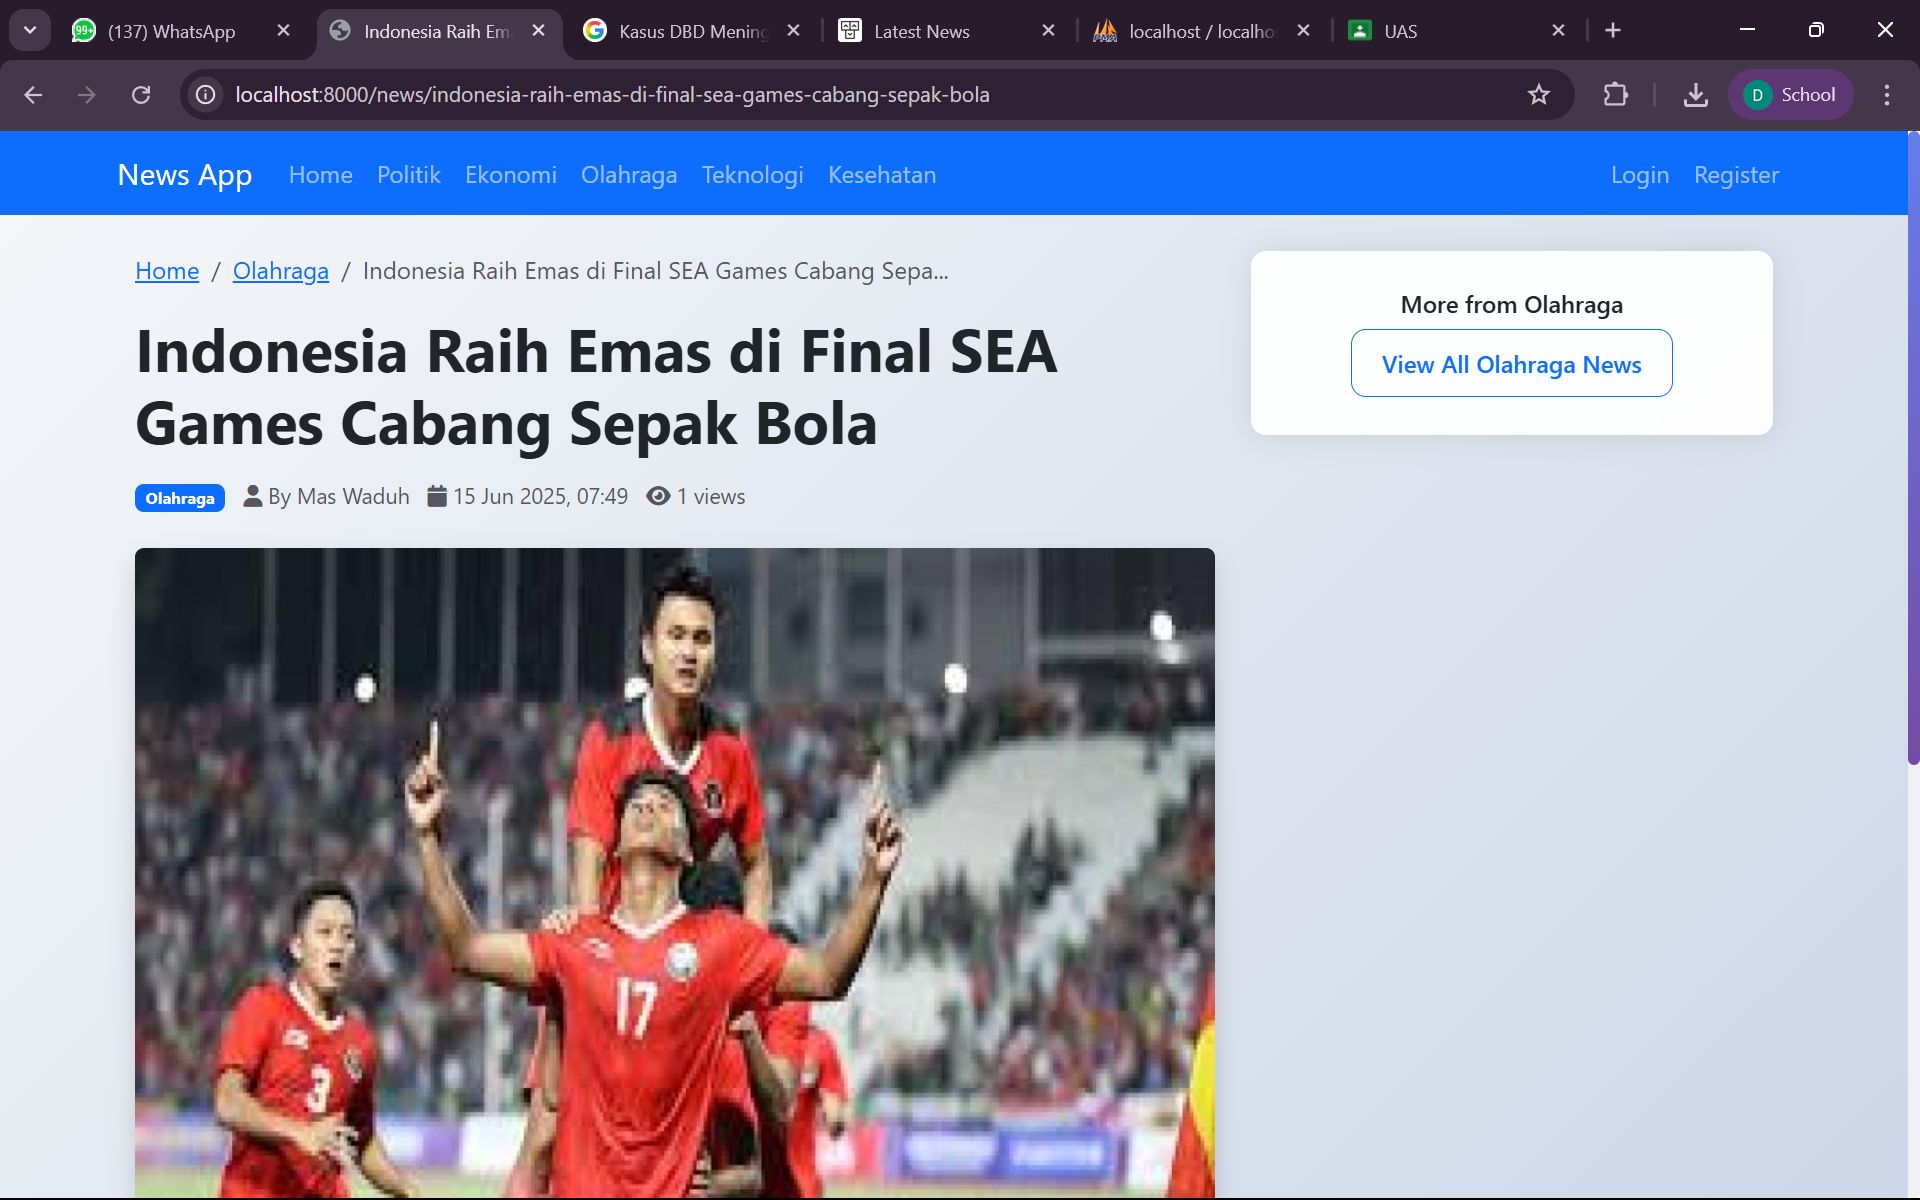 (137) WhatsApp
Indonesia Raih Em
Kasus DBD Mening
Latest News
localhost / localho
UAS
localhost:8000/news/indonesia-raih-emas-di-final-sea-games-cabang-sepak-bola
D School
News App Home Politik Ekonomi Olahraga Teknologi Kesehatan Login Register
Home / Olahraga / Indonesia Raih Emas di Final SEA Games Cabang Sepa...
Indonesia Raih Emas di Final SEA
Games Cabang Sepak Bola
Olahraga By Mas Waduh 15 Jun 2025, 07:49 1 views
More from Olahraga
View All Olahraga News
17
3